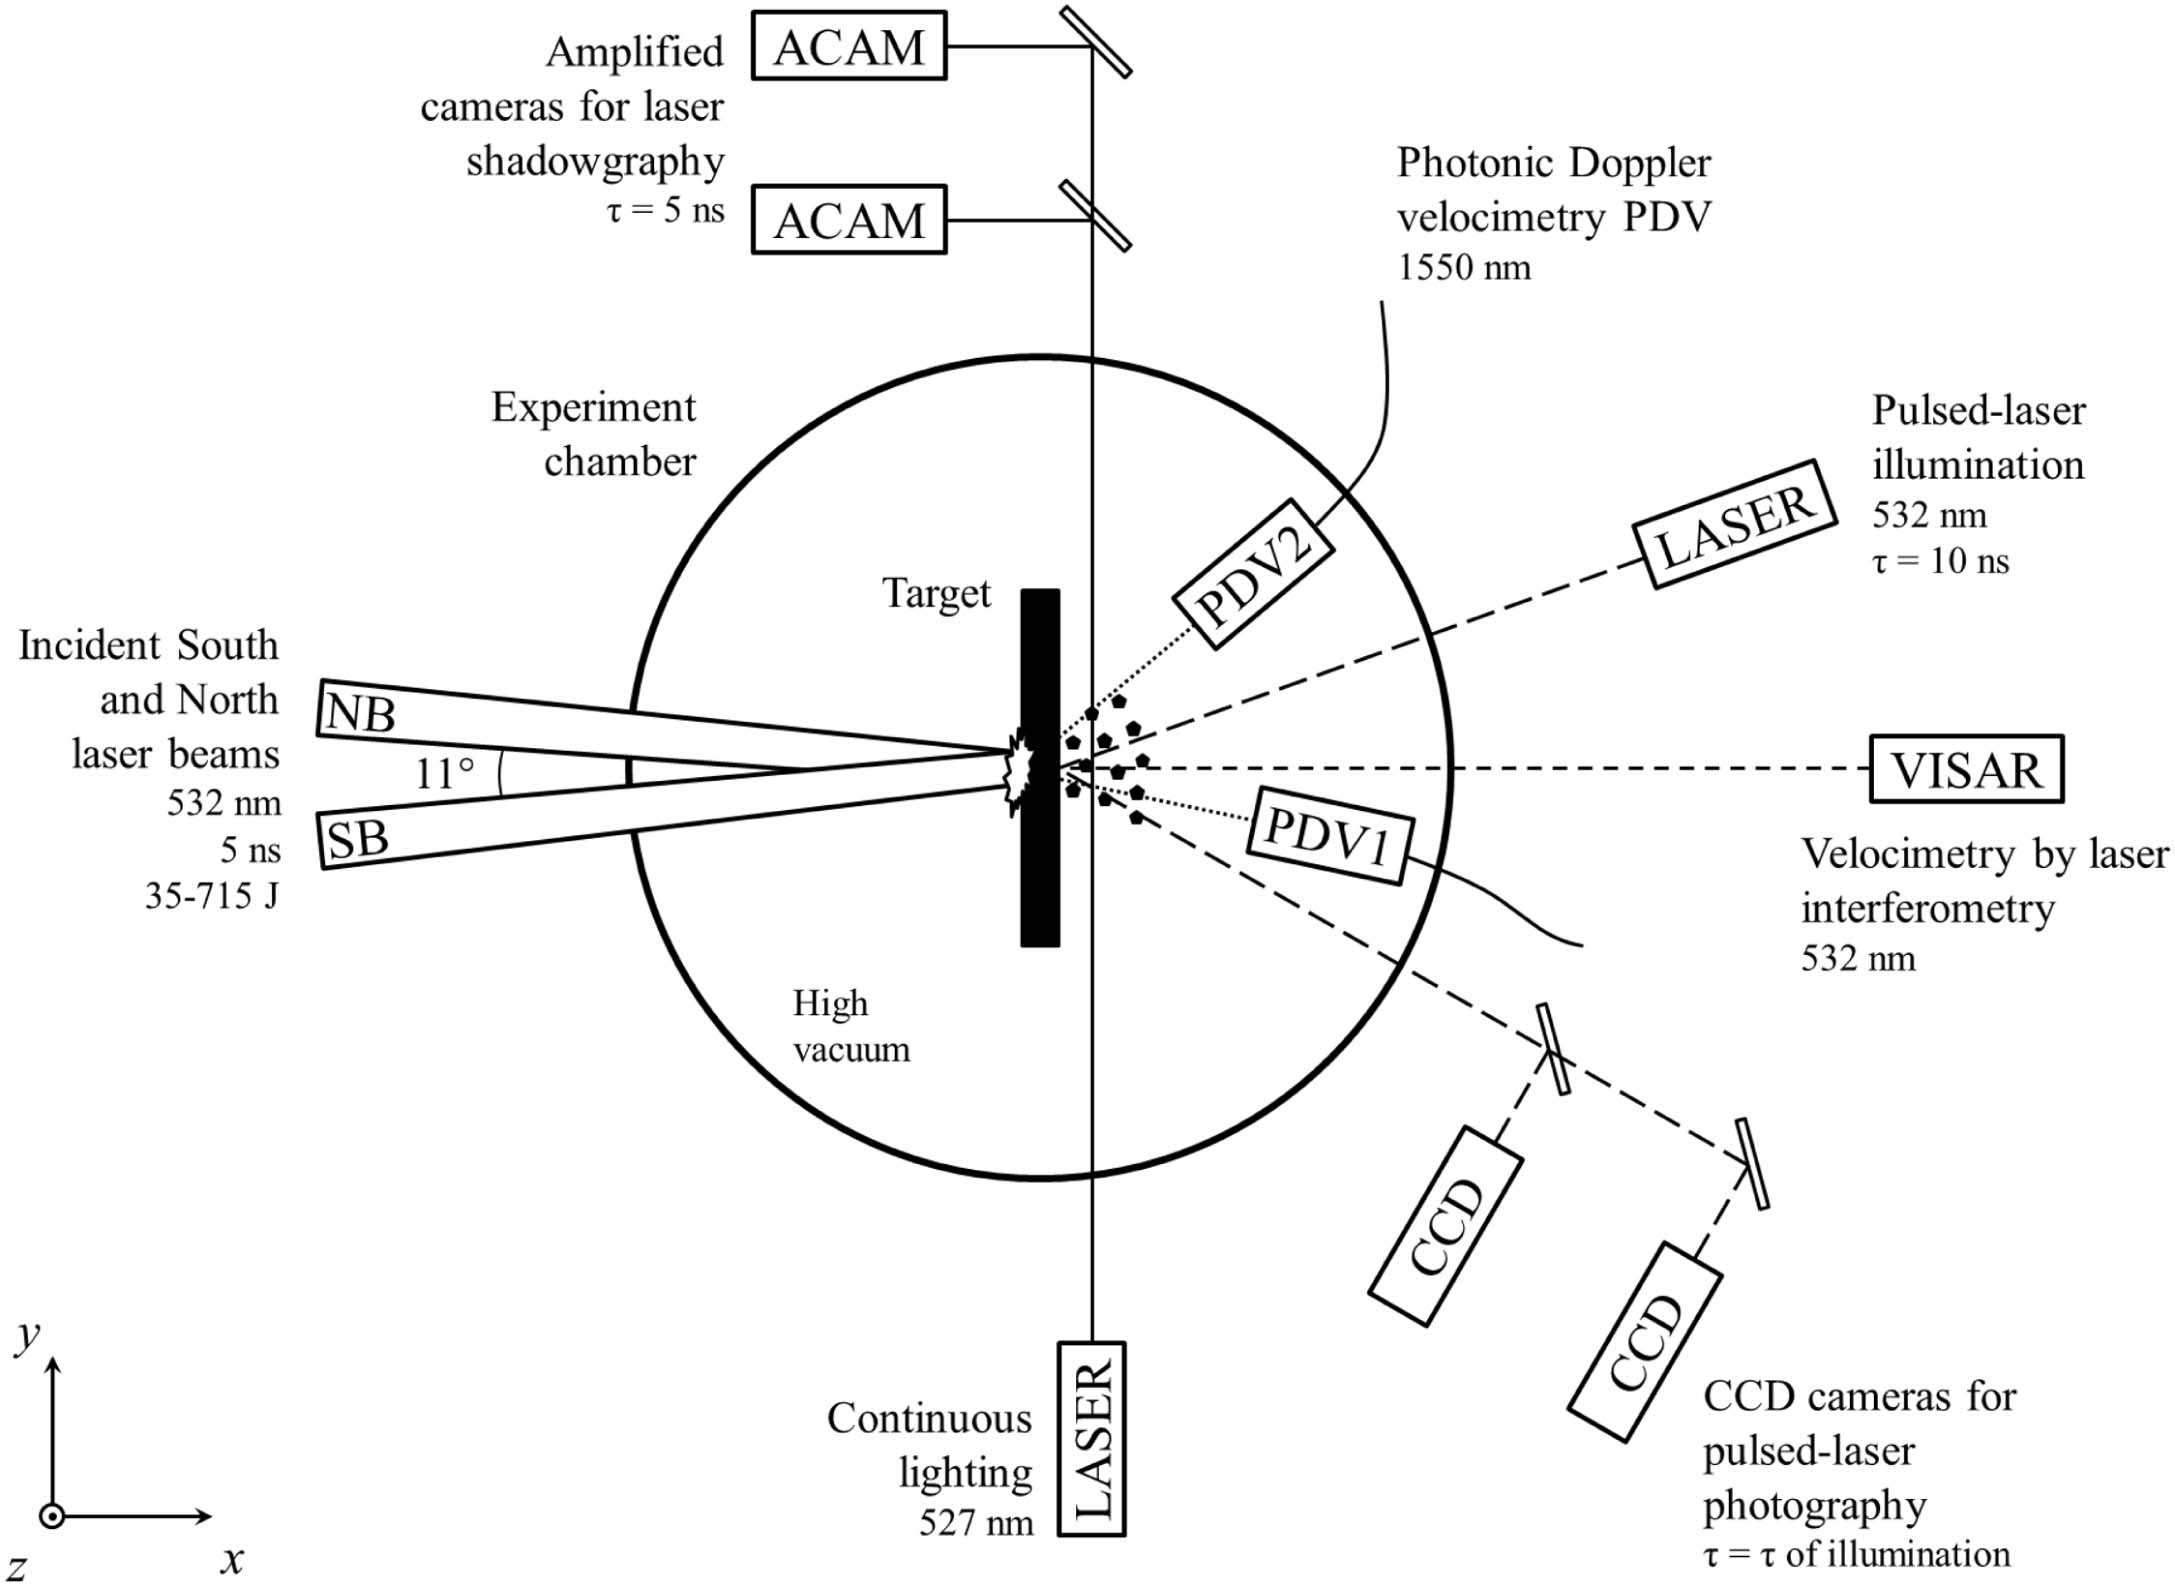 Amplified
cameras for laser
shadowgraphy
τ = 5 ns
ACAM
ACAM
Photonic Doppler
velocimetry PDV
1550 nm
Experiment
chamber
Pulsed-laser
illumination
532 nm
τ = 10 ns
LASER
PDV2
Target
Incident South
and North
laser beams
532 nm
5 ns
35-715 J
NB
11°
SB
VISAR
Velocimetry by laser
interferometry
532 nm
PDV1
High
vacuum
CCD
CCD
CCD cameras for
pulsed-laser
photography
τ = τ of illumination
Continuous
lighting
527 nm
LASER
y
z
x